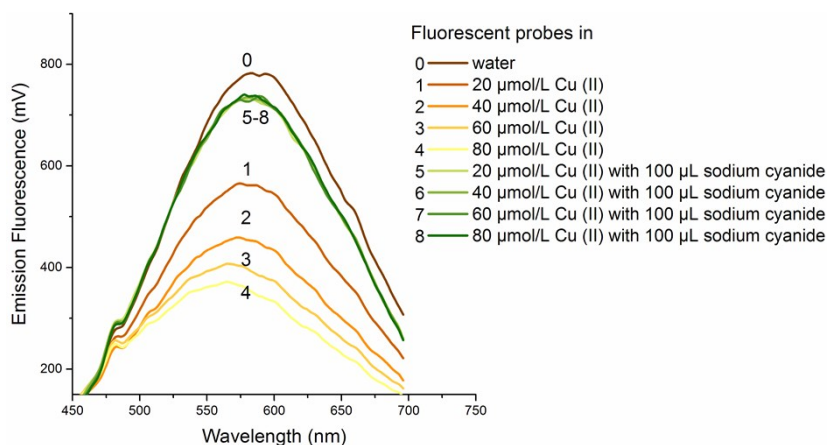 Fluorescent probes in
0 water
1 20 µmol/L Cu (II)
2 40 µmol/L Cu (II)
3 60 µmol/L Cu (II)
4 80 µmol/L Cu (II)
5 20 µmol/L Cu (II) with 100 µL sodium cyanide
6 40 µmol/L Cu (II) with 100 µL sodium cyanide
7 60 µmol/L Cu (II) with 100 µL sodium cyanide
8 80 µmol/L Cu (II) with 100 µL sodium cyanide
Emission Fluorescence (mV)
800
600
400
200
0
5-8
1
2
3
4
450 500 550 600 650 700 750
Wavelength (nm)